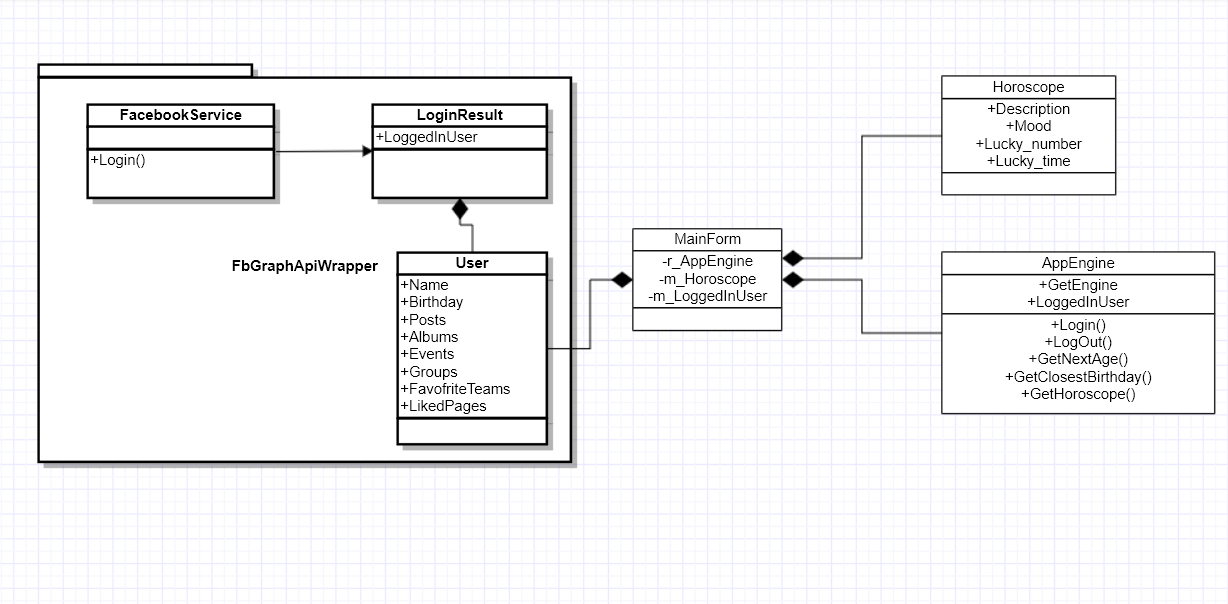 FacebookService
+Login()
LoginResult
+LoggedInUser
FbGraphApiWrapper
User
+Name
+Birthday
+Posts
+Albums
+Events
+Groups
+FavofriteTeams
+LikedPages
MainForm
-r_AppEngine
-m_Horoscope
-m_LoggedInUser
Horoscope
+Description
+Mood
+Lucky_number
+Lucky_time
AppEngine
+GetEngine
+LoggedInUser
+Login()
+LogOut()
+GetNextAge()
+GetClosestBirthday()
+GetHoroscope()